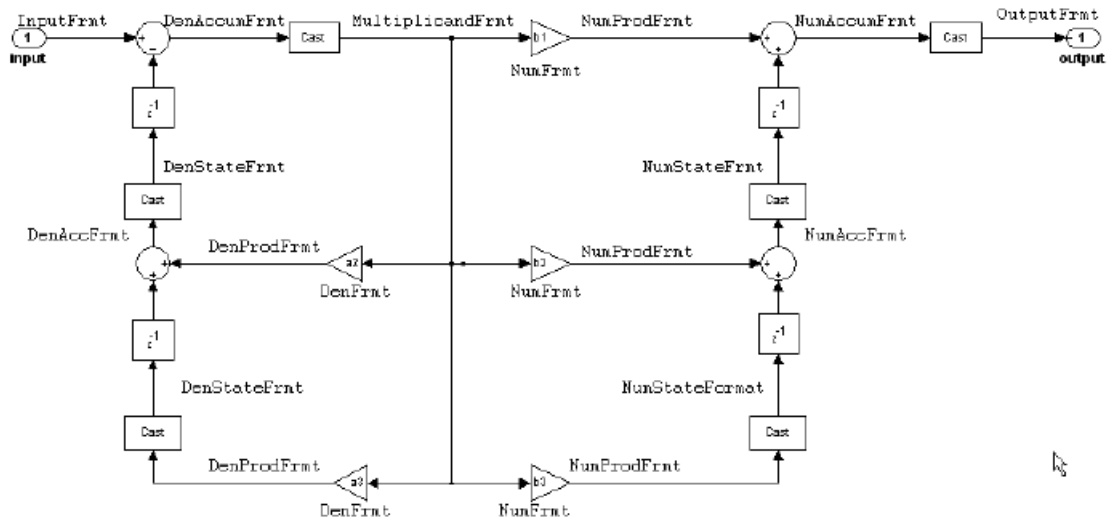 InputFrmt
DenAccumFrmt
MultiplicandFrmt
NumProdFrmt
NumAccumFrmt
OutputFrmt
1
Cast
b1
Cast
1
input
NumFrmt
output
z-1
z-1
DenStateFrmt
NumStateFrmt
Cast
Cast
DenAccFrmt
DenProdFrmt
NumProdFrmt
NumAccFrmt
a2
DenFrmt
NumFrmt
z-1
z-1
DenStateFrmt
NumStateFormat
Cast
Cast
DenProdFrmt
NumProdFrmt
a3
b3
DenFrmt
NumFrmt